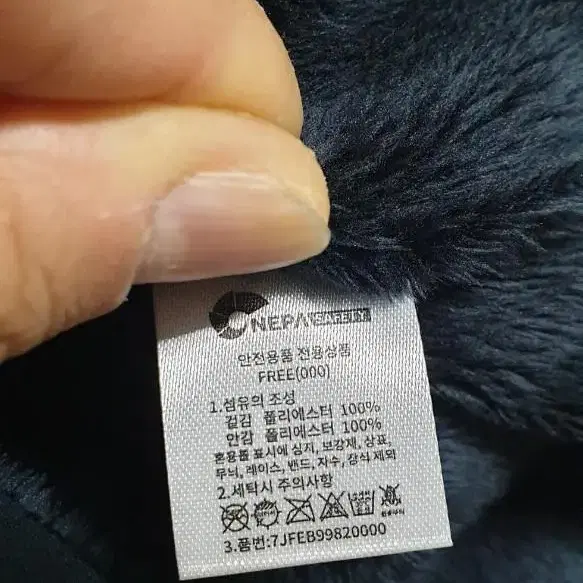 NEPA SAFETY
안전용품 전용상품
FREE(000)
1.섬유의 조성
겉감 폴리에스터 100%
안감 폴리에스터 100%
혼용률 표시에 심지, 보강제, 상표,
무늬, 레이스, 밴드, 자수, 장식 제외
2.세탁시 주의사항
3.품번:7JFEB99820000